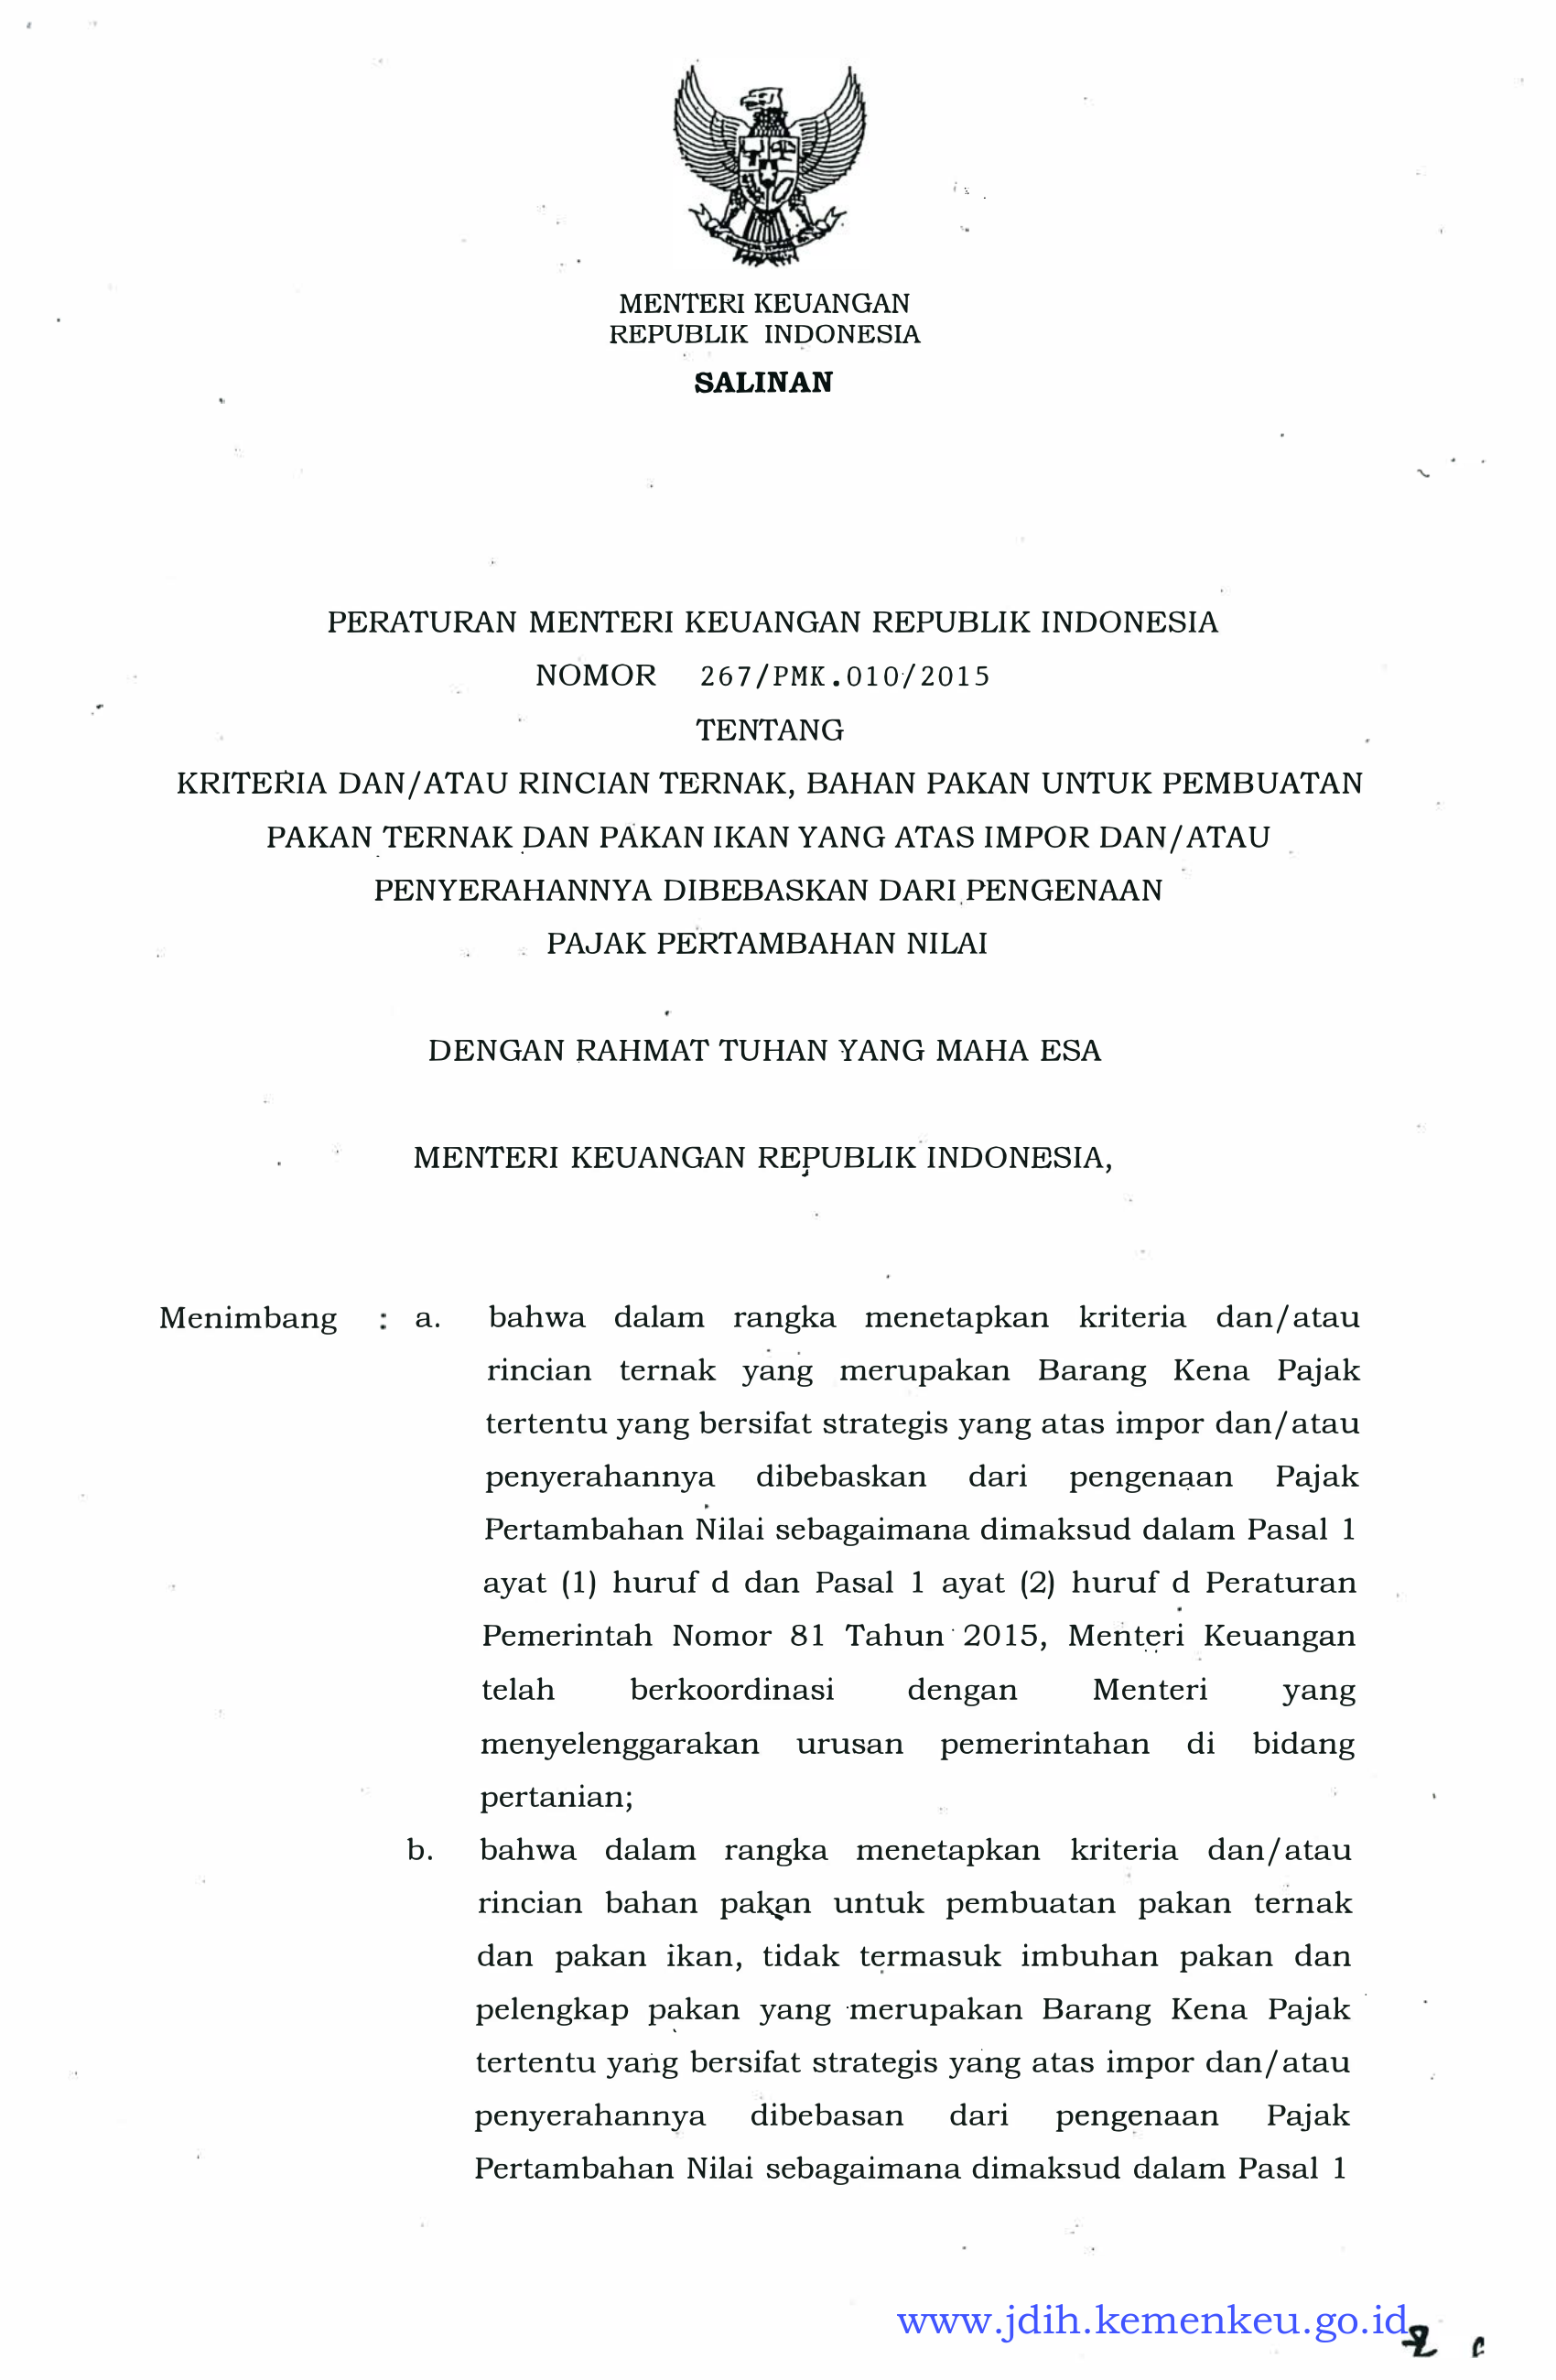 MENTERI KEUANGAN
REPUBLIK INDONESIA
SALINAN
PERATURAN MENTERI KEUANGAN REPUBLIK INDONESIA
NOMOR 267/PMK.010/2015
TENTANG
KRITERIA DAN/ATAU RINCIAN TERNAK, BAHAN PAKAN UNTUK PEMBUATAN
PAKAN TERNAK DAN PAKAN IKAN YANG ATAS IMPOR DAN/ATAU
PENYERAHANNYA DIBEBASKAN DARI PENGENAAN
PAJAK PERTAMBAHAN NILAI
DENGAN RAHMAT TUHAN YANG MAHA ESA
MENTERI KEUANGAN REPUBLIK INDONESIA,
Menimbang : a. bahwa dalam rangka menetapkan kriteria dan/atau
rincian ternak yang merupakan Barang Kena Pajak
tertentu yang bersifat strategis yang atas impor dan/atau
penyerahannya dibebaskan dari pengenaan Pajak
Pertambahan Nilai sebagaimana dimaksud dalam Pasal 1
ayat (1) huruf d dan Pasal 1 ayat (2) huruf d Peraturan
Pemerintah Nomor 81 Tahun 2015, Menteri Keuangan
telah berkoordinasi dengan Menteri yang
menyelenggarakan urusan pemerintahan di bidang
pertanian;
b. bahwa dalam rangka menetapkan kriteria dan/atau
rincian bahan pakan untuk pembuatan pakan ternak
dan pakan ikan, tidak termasuk imbuhan pakan dan
pelengkap pakan yang merupakan Barang Kena Pajak
tertentu yang bersifat strategis yang atas impor dan/atau
penyerahannya dibebasan dari pengenaan Pajak
Pertambahan Nilai sebagaimana dimaksud dalam Pasal 1
www.jdih.kemenkeu.go.id